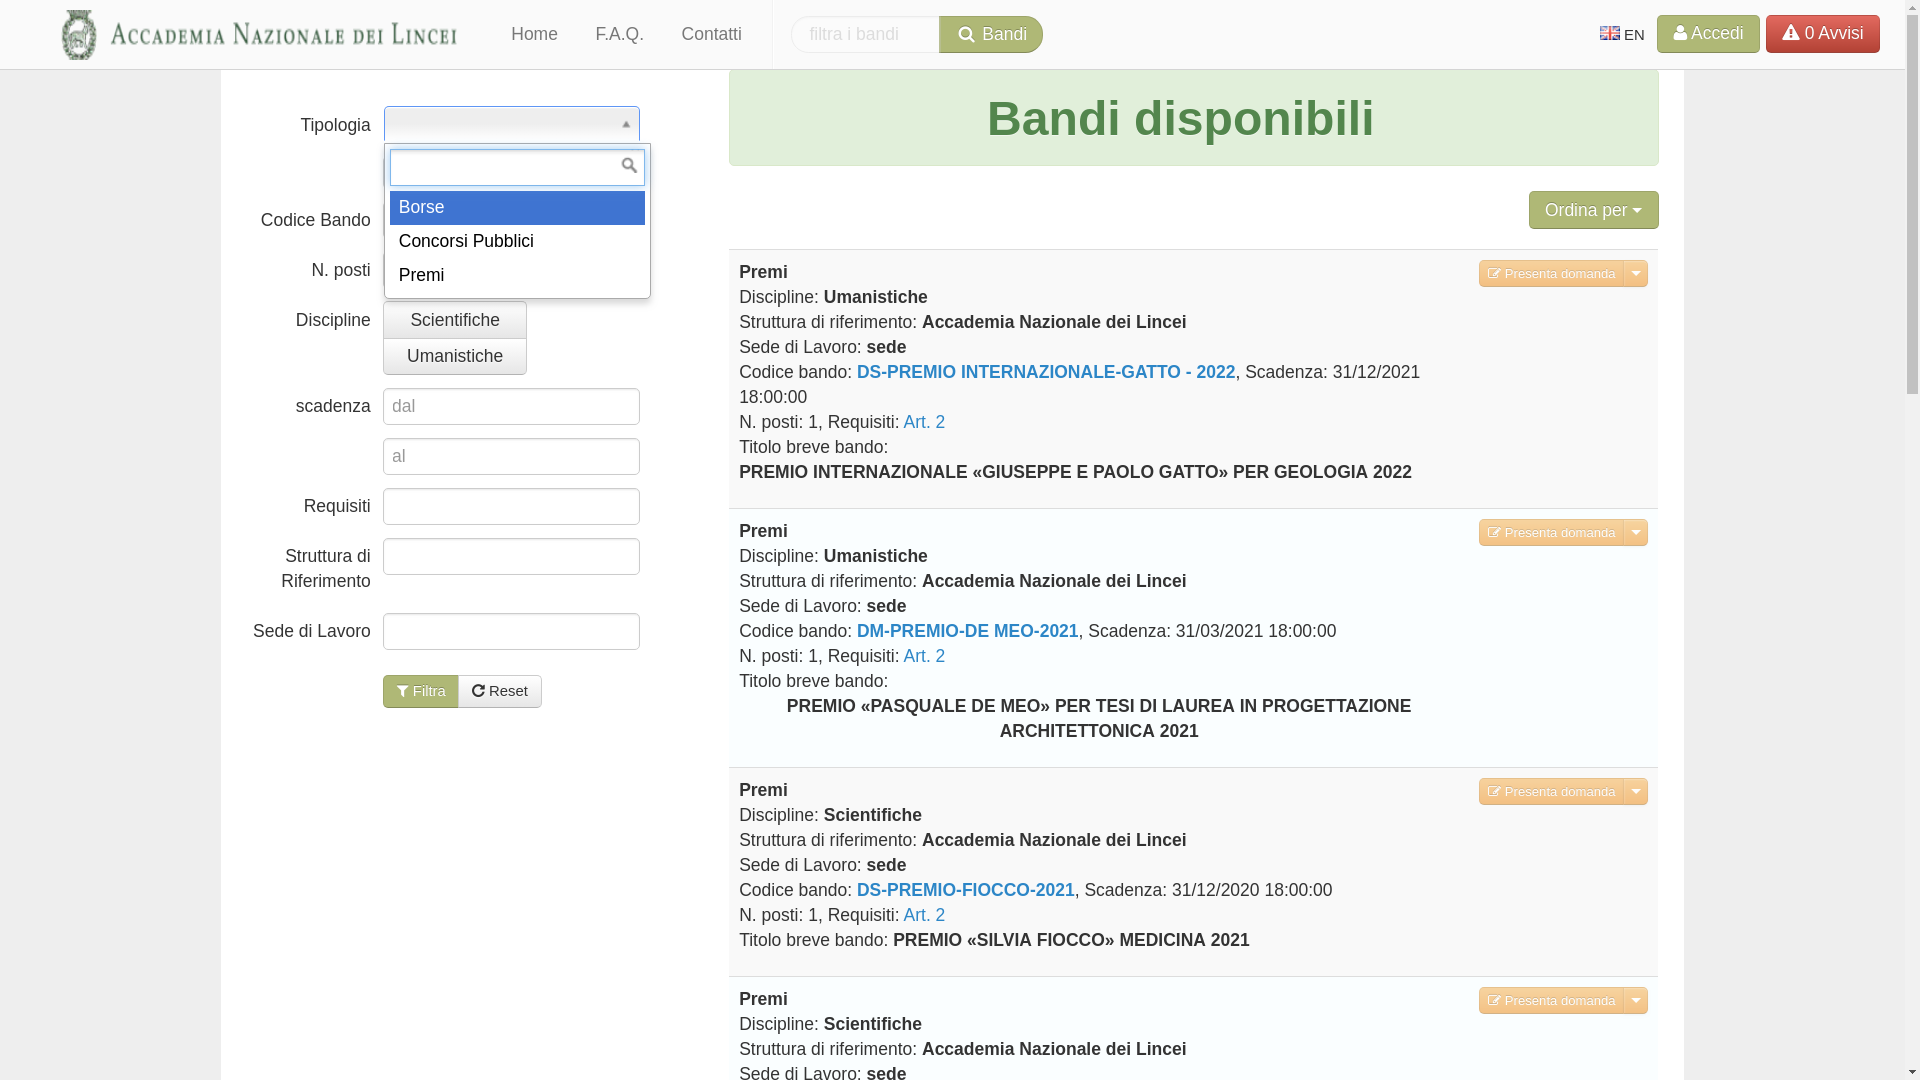 ACCADEMIA NAZIONALE DEI LINCEI
Home
F.A.Q.
Contatti
filtra i bandi
Bandi
EN
Accedi
0 Avvisi
Tipologia
Borse
Concorsi Pubblici
Premi
Codice Bando
N. posti
Discipline
Scientifiche
Umanistiche
scadenza
dal
al
Requisiti
Struttura di
Riferimento
Sede di Lavoro
Filtra
Reset
Bandi disponibili
Ordina per
Premi
Presenta domanda
Discipline: Umanistiche
Struttura di riferimento: Accademia Nazionale dei Lincei
Sede di Lavoro: sede
Codice bando: DS-PREMIO INTERNAZIONALE-GATTO - 2022, Scadenza: 31/12/2021
18:00:00
N. posti: 1, Requisiti: Art. 2
Titolo breve bando:
PREMIO INTERNAZIONALE «GIUSEPPE E PAOLO GATTO» PER GEOLOGIA 2022
Premi
Presenta domanda
Discipline: Umanistiche
Struttura di riferimento: Accademia Nazionale dei Lincei
Sede di Lavoro: sede
Codice bando: DM-PREMIO-DE MEO-2021, Scadenza: 31/03/2021 18:00:00
N. posti: 1, Requisiti: Art. 2
Titolo breve bando:
PREMIO «PASQUALE DE MEO» PER TESI DI LAUREA IN PROGETTAZIONE
ARCHITETTONICA 2021
Premi
Presenta domanda
Discipline: Scientifiche
Struttura di riferimento: Accademia Nazionale dei Lincei
Sede di Lavoro: sede
Codice bando: DS-PREMIO-FIOCCO-2021, Scadenza: 31/12/2020 18:00:00
N. posti: 1, Requisiti: Art. 2
Titolo breve bando: PREMIO «SILVIA FIOCCO» MEDICINA 2021
Premi
Presenta domanda
Discipline: Scientifiche
Struttura di riferimento: Accademia Nazionale dei Lincei
Sede di Lavoro: sede